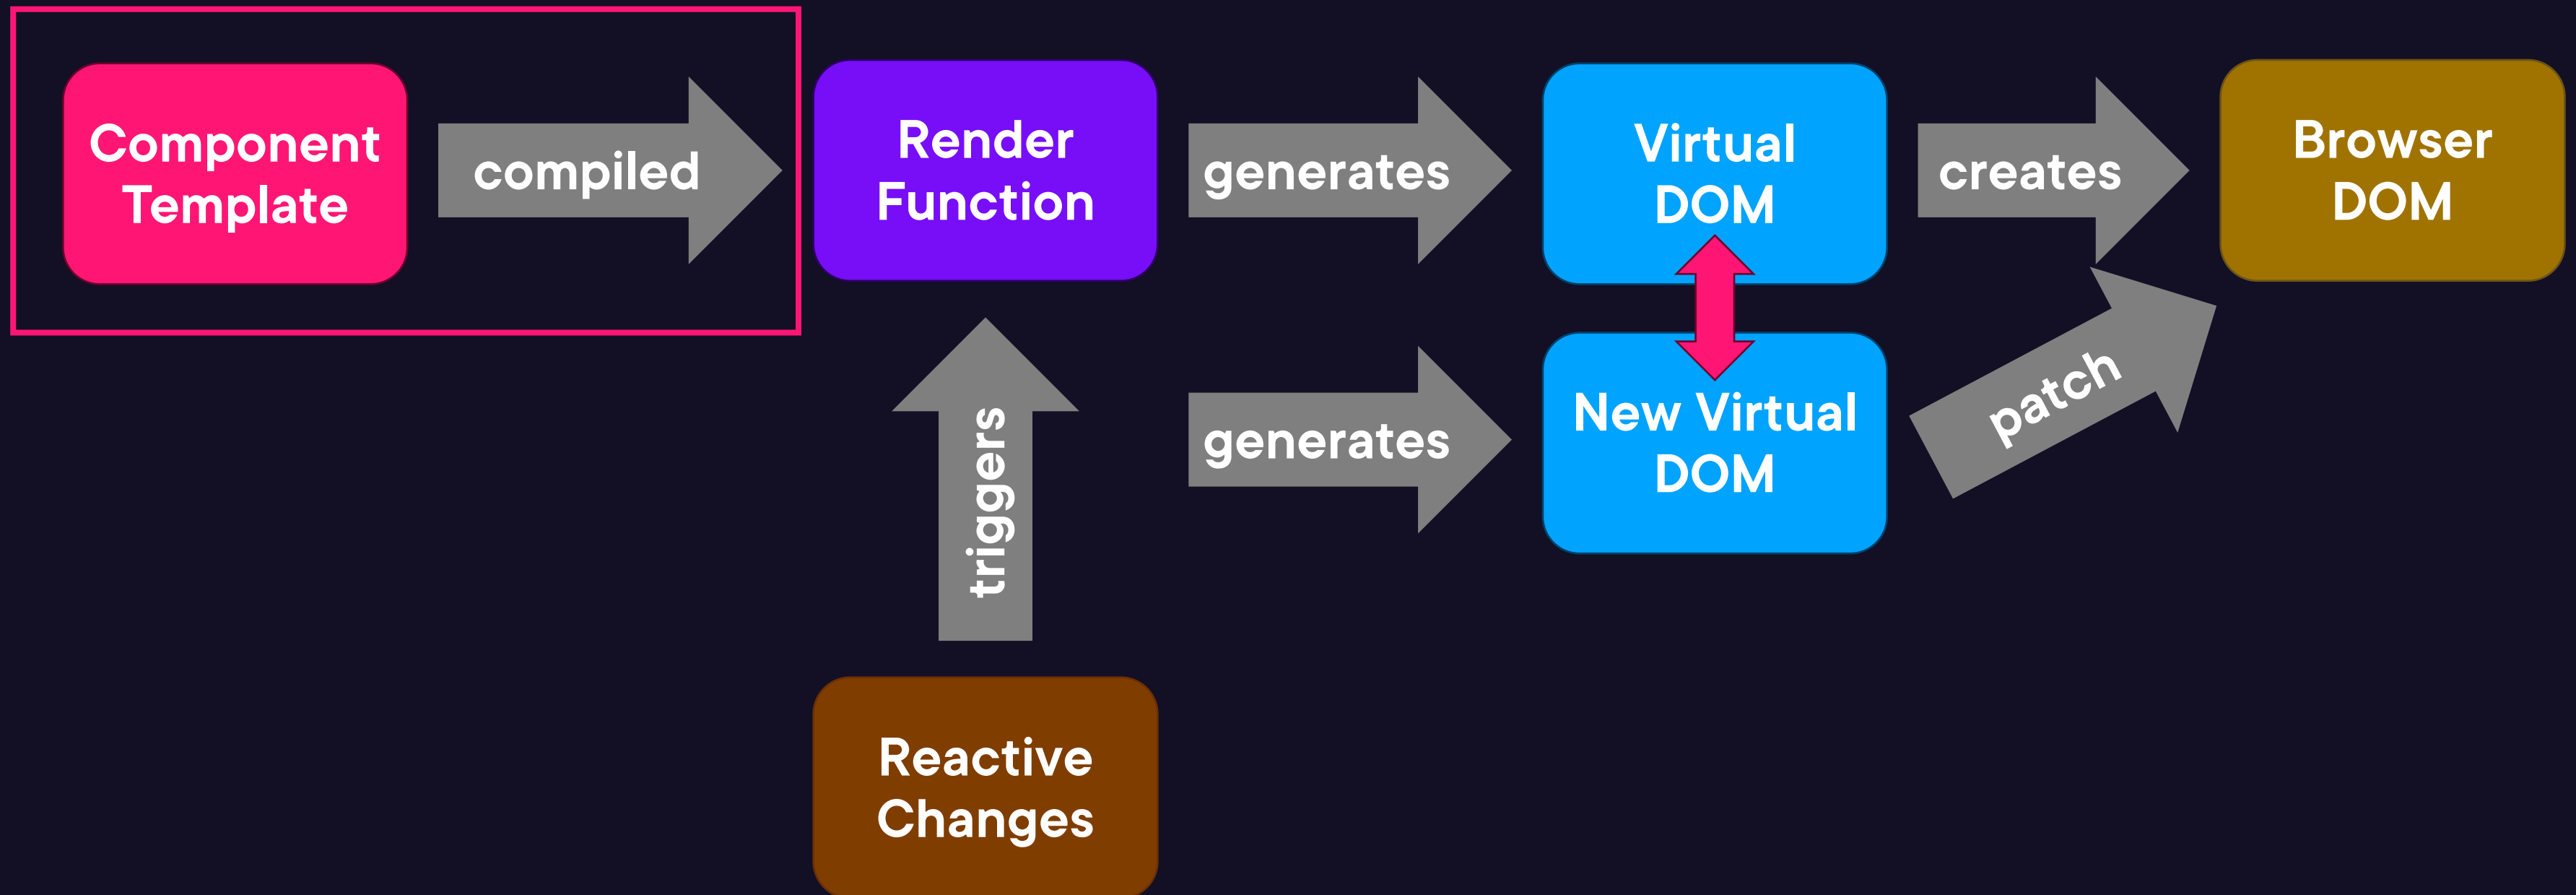 Component
Template
compiled
Render
Function
generates
Virtual
DOM
creates
Browser
DOM
triggers
generates
New Virtual
DOM
patch
Reactive
Changes